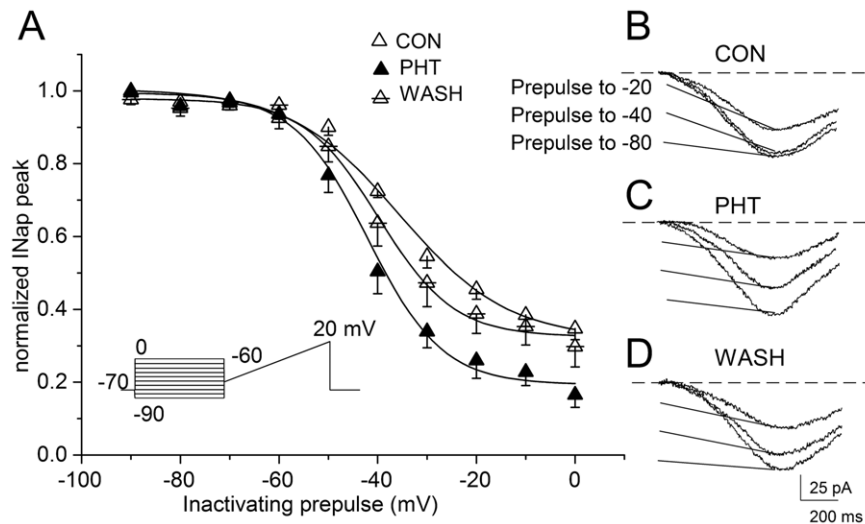 A
CON
PHT
WASH
normalized INap peak
1.0
0.8
0.6
0.4
0.2
0.0
-100
-80
-60
-40
-20
0
Inactivating prepulse (mV)
0
-70
-90
-60
20 mV
B
CON
Prepulse to -20
Prepulse to -40
Prepulse to -80
C
PHT
D
WASH
25 pA
200 ms